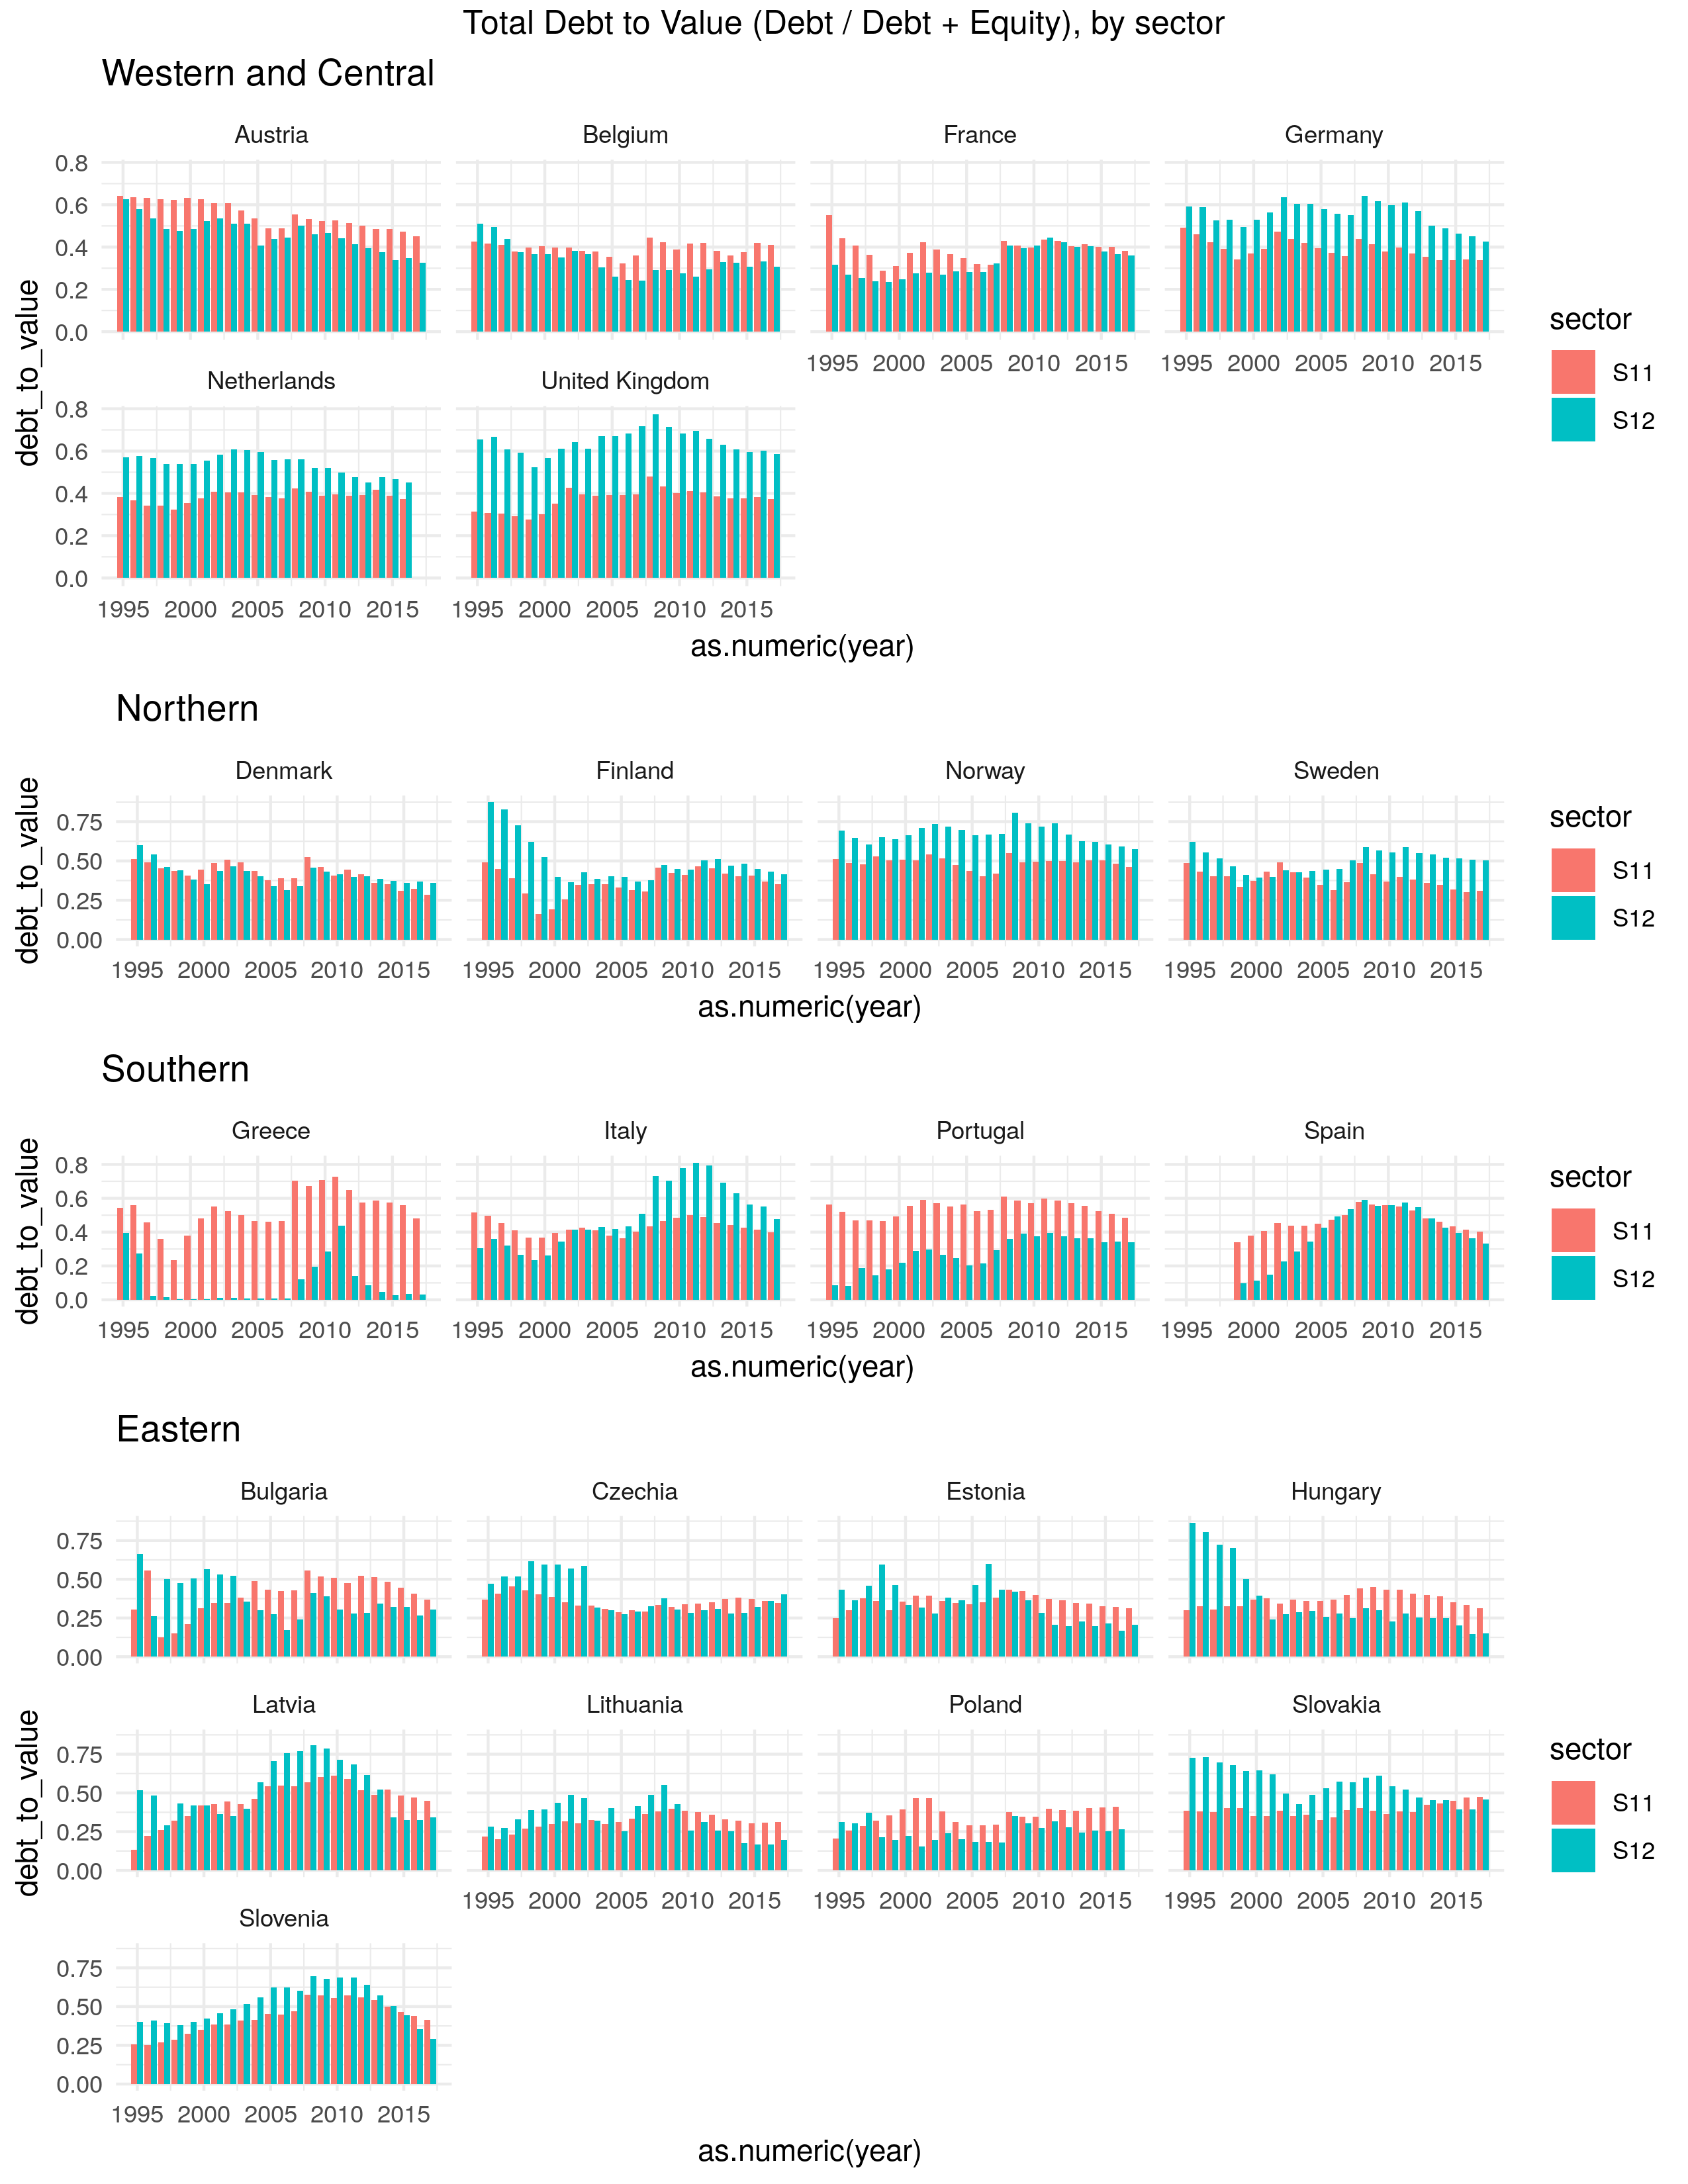 Total Debt to Value (Debt / Debt + Equity), by sector
Western and Central
Austria Belgium France Germany
0.8
0.6
0.4
0.2
0.0
1995 2000 2005 2010 2015 1995 2000 2005 2010 2015
Netherlands United Kingdom
0.8
0.6
0.4
0.2
0.0
1995 2000 2005 2010 2015 1995 2000 2005 2010 2015
debt_to_value
as.numeric(year)
sector
S11
S12
Northern
Denmark Finland Norway Sweden
0.75
0.50
0.25
0.00
1995 2000 2005 2010 2015 1995 2000 2005 2010 2015 1995 2000 2005 2010 2015 1995 2000 2005 2010 2015
debt_to_value
as.numeric(year)
sector
S11
S12
Southern
Greece Italy Portugal Spain
0.8
0.6
0.4
0.2
0.0
1995 2000 2005 2010 2015 1995 2000 2005 2010 2015 1995 2000 2005 2010 2015 1995 2000 2005 2010 2015
debt_to_value
as.numeric(year)
sector
S11
S12
Eastern
Bulgaria Czechia Estonia Hungary
0.75
0.50
0.25
0.00
Latvia Lithuania Poland Slovakia
0.75
0.50
0.25
0.00
1995 2000 2005 2010 2015 1995 2000 2005 2010 2015 1995 2000 2005 2010 2015
Slovenia
0.75
0.50
0.25
0.00
1995 2000 2005 2010 2015
debt_to_value
as.numeric(year)
sector
S11
S12